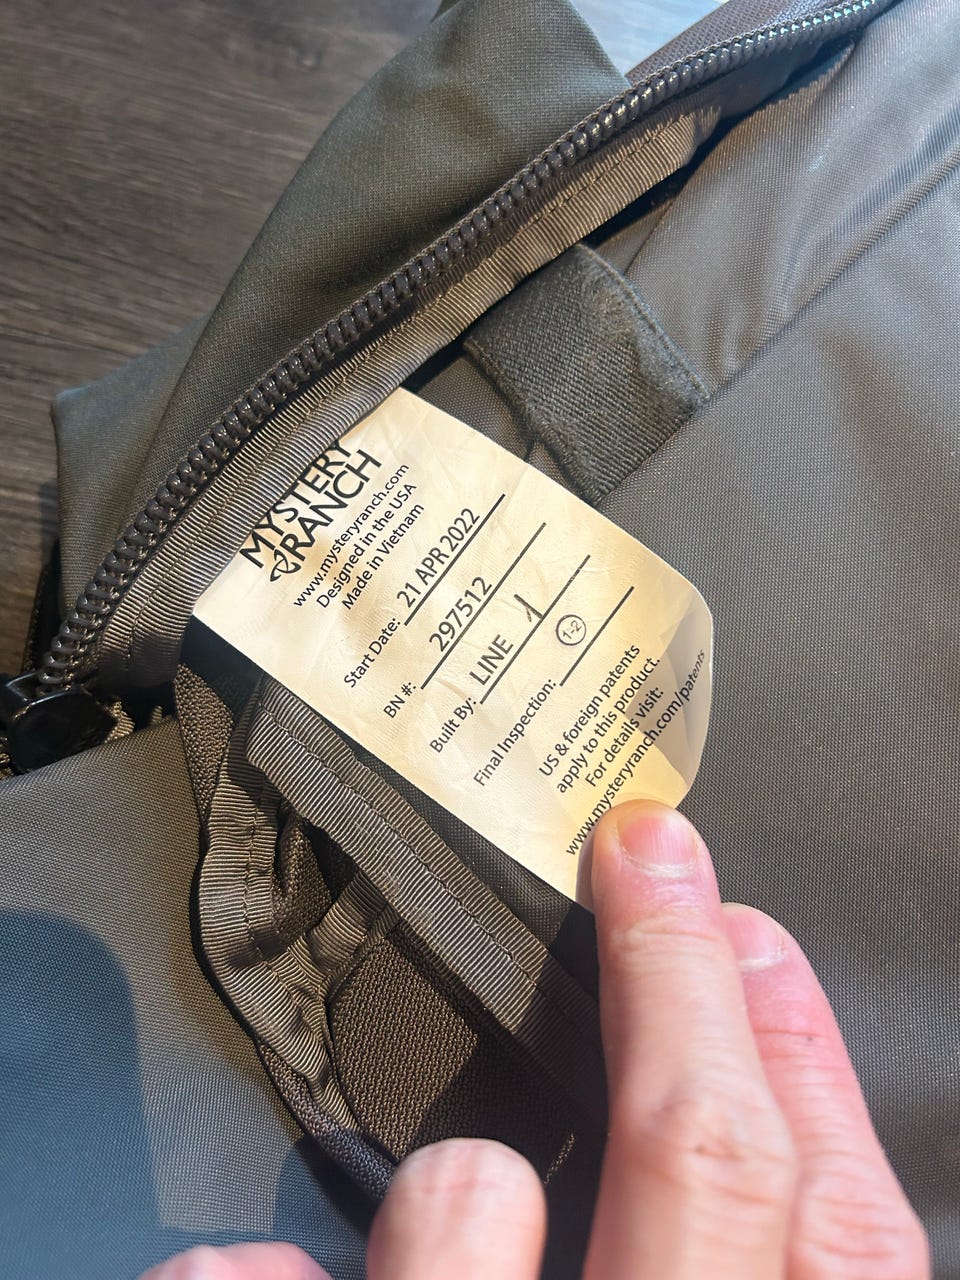 MYSTERY
RANCH
www.mysteryranch.com
Designed in the USA
Made in Vietnam
Start Date: 21 APR 2022
BN #: 297512
Built By: LINE 1
Final Inspection: 1-2
US & foreign patents
apply to this product.
For details visit:
www.mysteryranch.com/patents